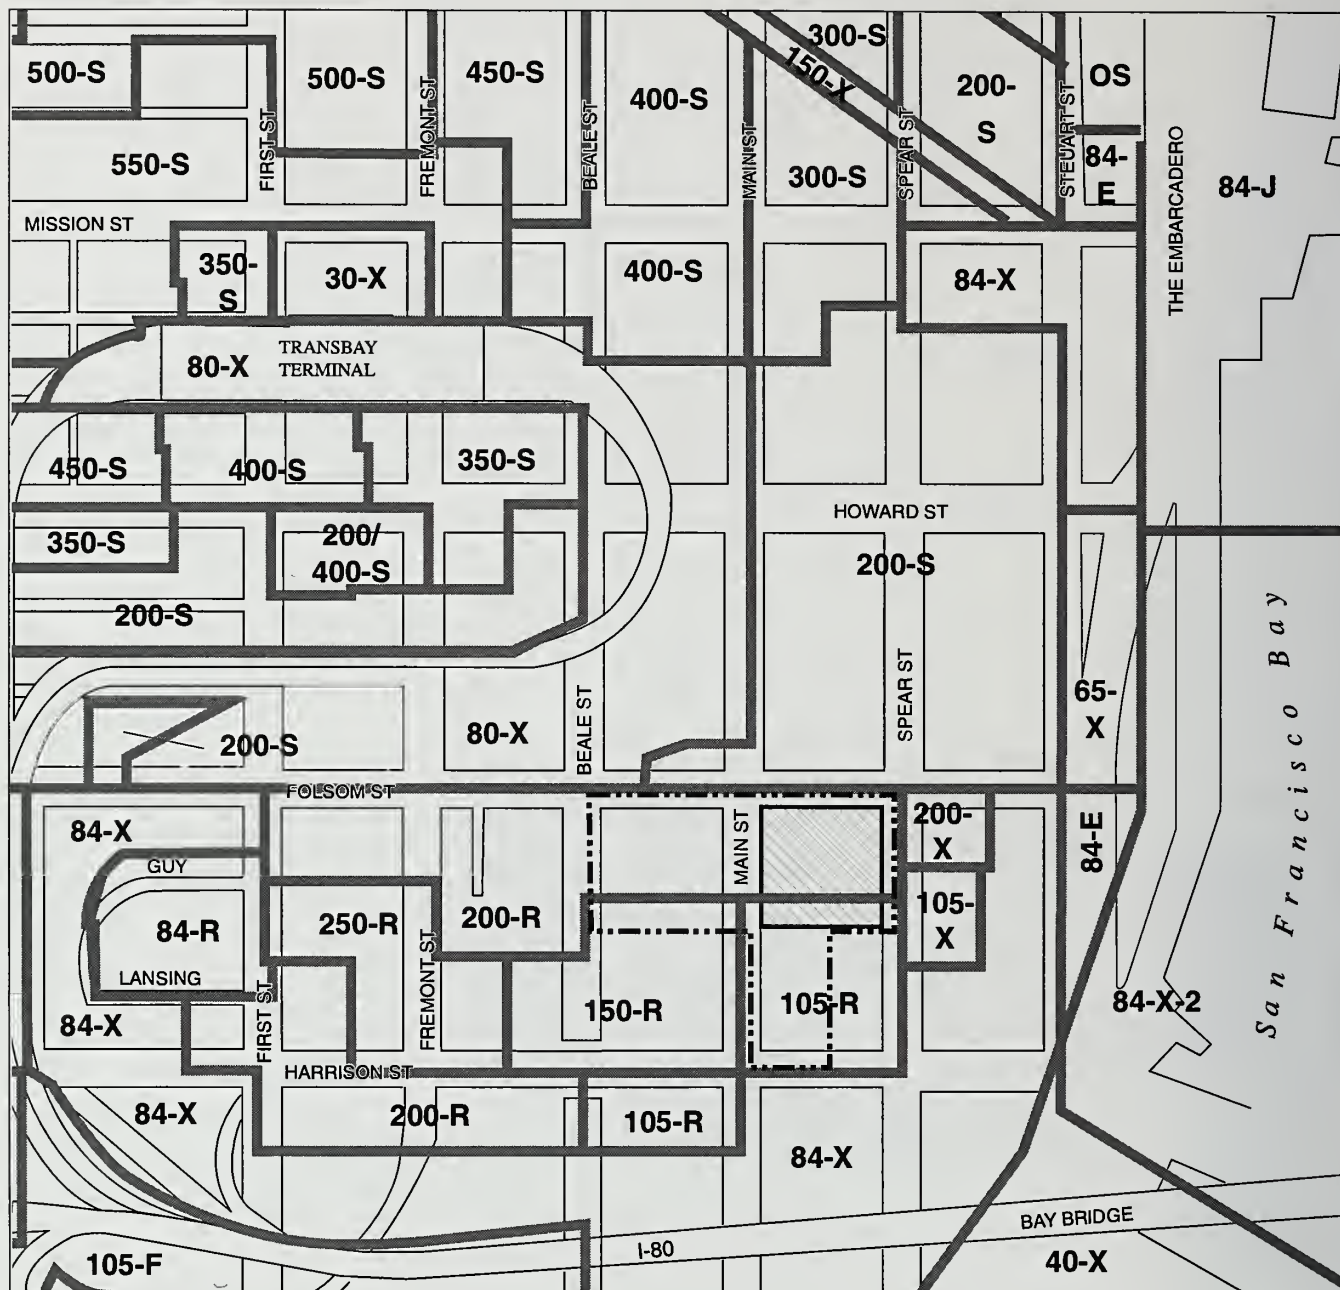 300-S
500-S
500-S
450-S
400-S
150-X
200-
S
OS
550-S
FIRST ST
FREMONT ST
BEALE ST
MAIN ST
300-S
SPEAR ST
STEUART ST
84-
E
THE EMBARCADERO
84-J
MISSION ST
350-
S
30-X
400-S
84-X
80-X
TRANSBAY
TERMINAL
450-S
400-S
350-S
HOWARD ST
350-S
200/
400-S
200-S
200-S
San Francisco Bay
SPEAR ST
65-
X
BEALE ST
80-X
200-S
FOLSOM ST
84-X
MAIN ST
200-
X
84-E
GUY
84-R
250-R
200-R
105-
X
LANSING
FIRST ST
FREMONT ST
150-R
105-R
84-X-2
84-X
HARRISON ST
84-X
200-R
105-R
84-X
BAY BRIDGE
I-80
105-F
40-X